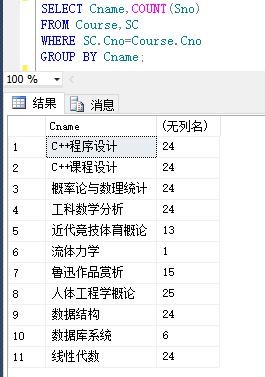 SELECT Cname,COUNT(Sno)
FROM Course,SC
WHERE SC.Cno=Course.Cno
GROUP BY Cname;
100 %
结果 消息
Cname (无列名)
1 C++程序设计 24
2 C++课程设计 24
3 概率论与数理统计 24
4 工科数学分析 24
5 近代竞技体育概论 13
6 流体力学 1
7 鲁迅作品赏析 15
8 人体工程学概论 25
9 数据结构 24
10 数据库系统 6
11 线性代数 24